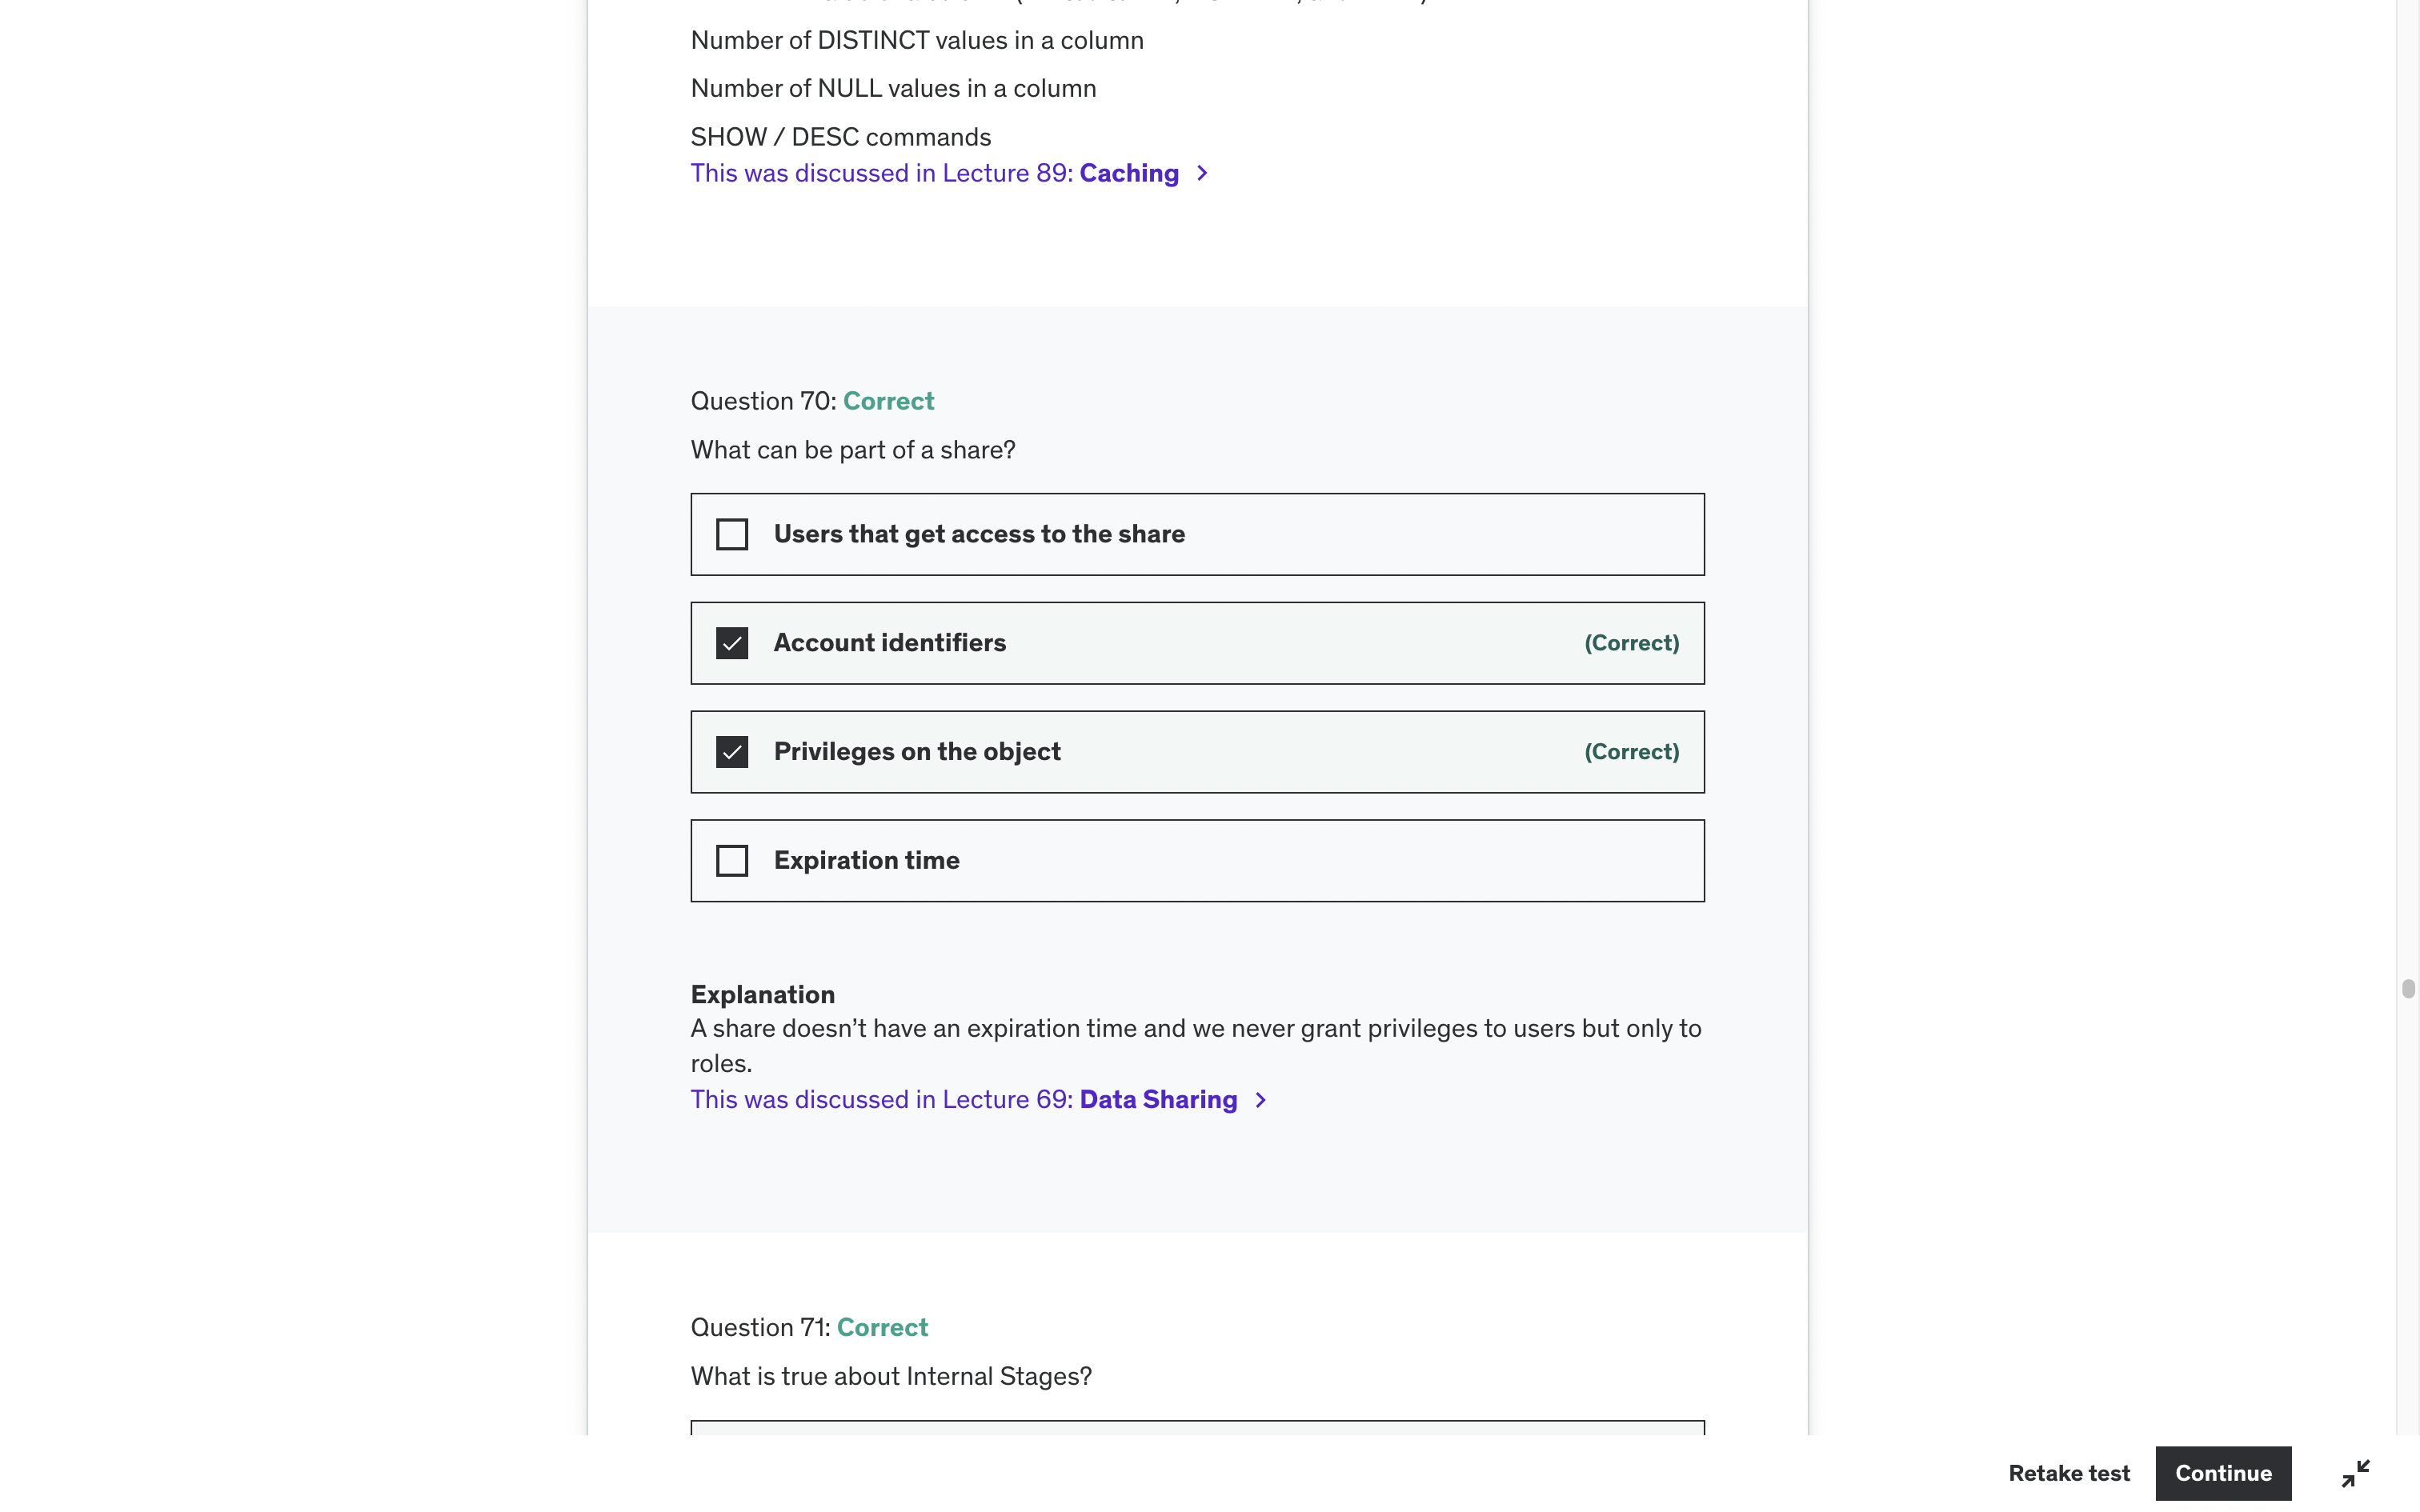 Number of DISTINCT values in a column
Number of NULL values in a column
SHOW / DESC commands
This was discussed in Lecture 89: Caching >
Question 70: Correct
What can be part of a share?
Users that get access to the share
Account identifiers (Correct)
Privileges on the object (Correct)
Expiration time
Explanation
A share doesn’t have an expiration time and we never grant privileges to users but only to
roles.
This was discussed in Lecture 69: Data Sharing >
Question 71: Correct
What is true about Internal Stages?
Retake test Continue